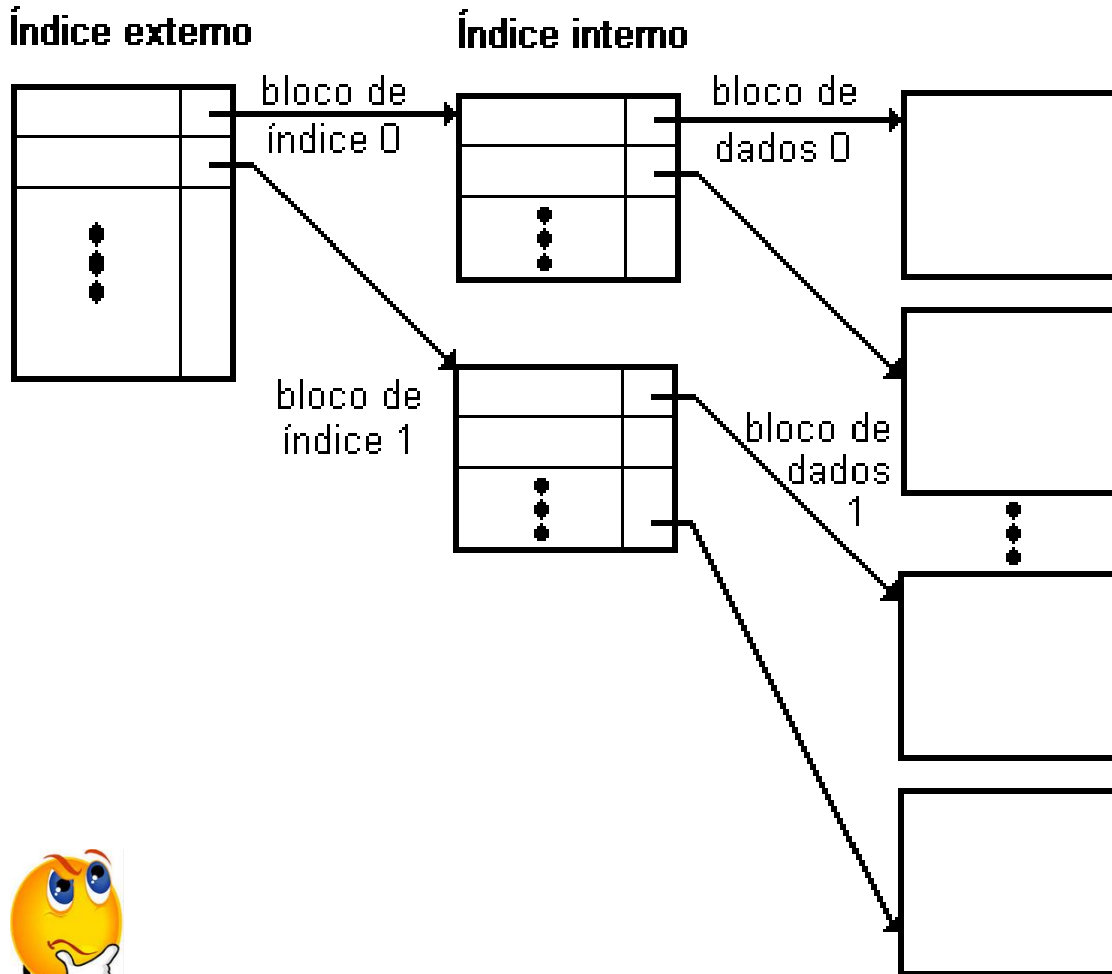 Índice externo
Índice interno
bloco de
índice 0
bloco de
dados 0
bloco de
índice 1
bloco de
dados
1